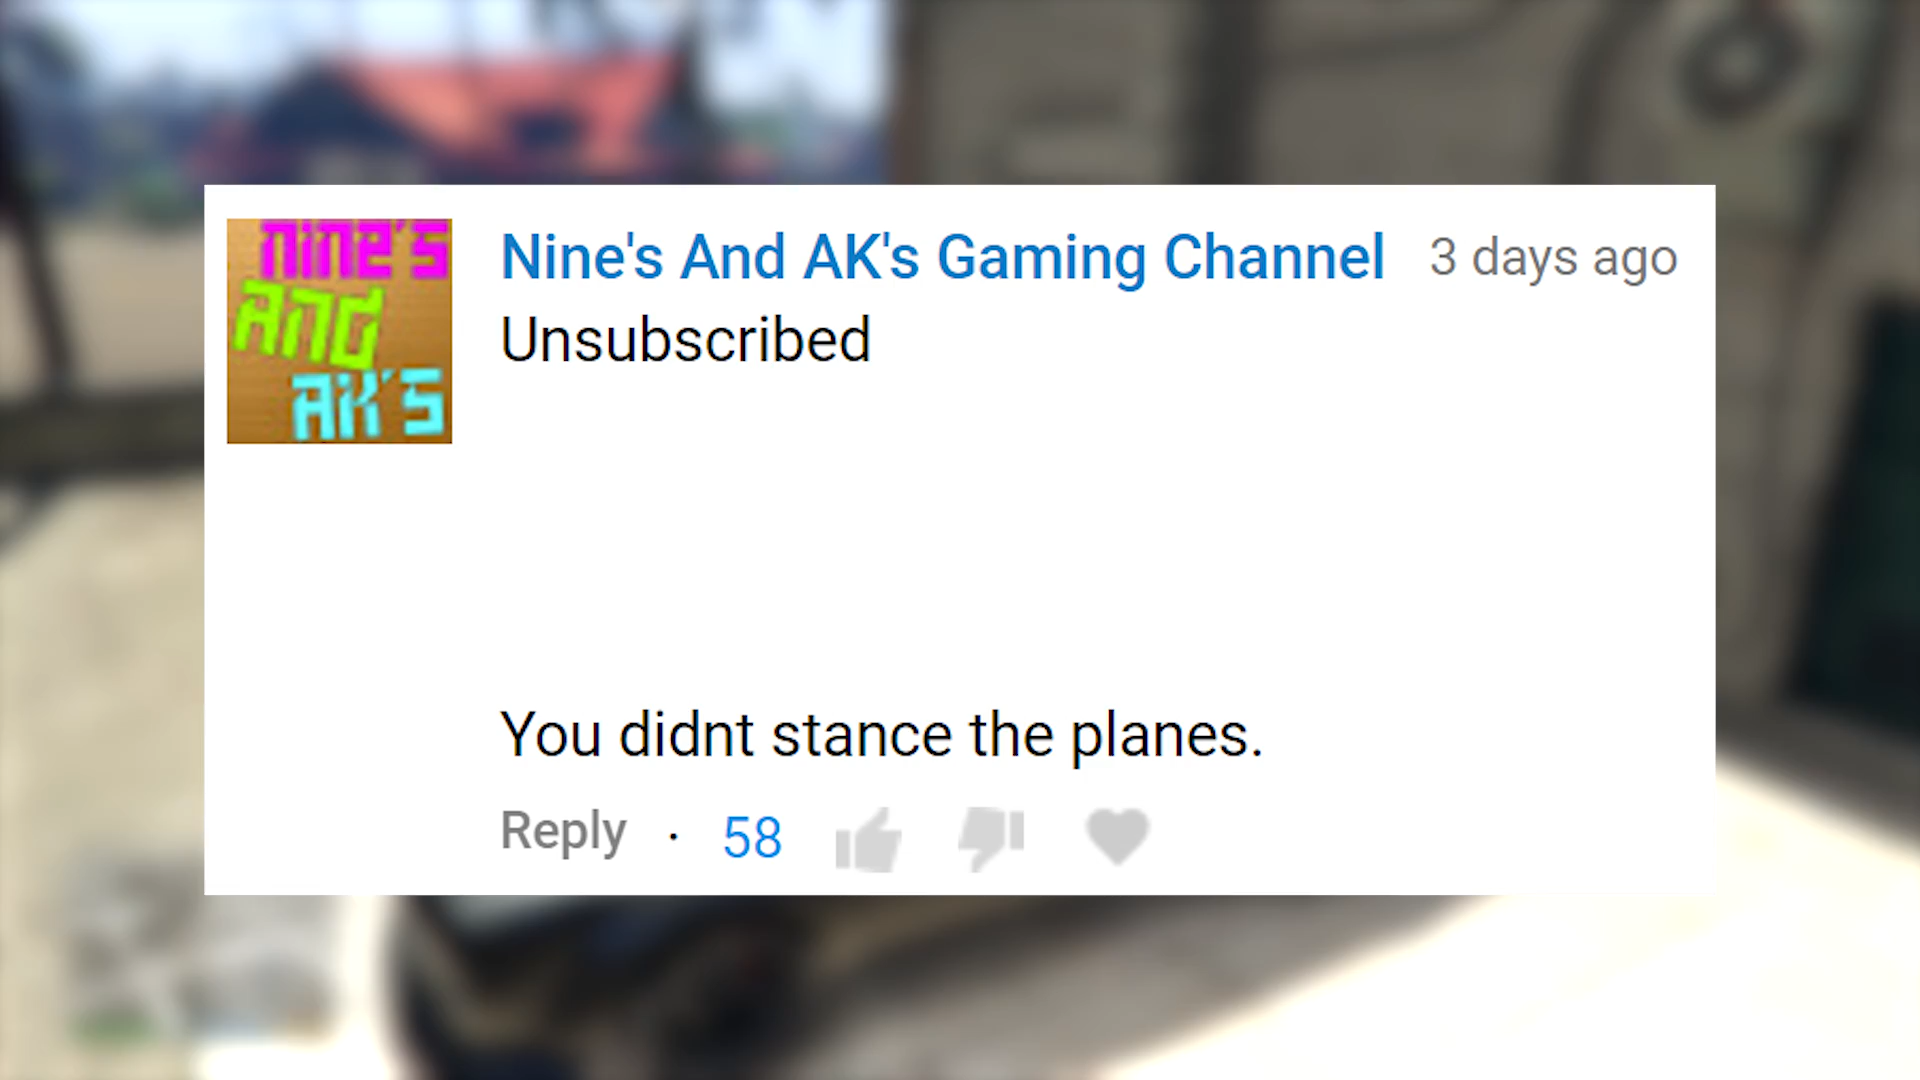 NINE'S
AND
AK'S
Nine's And AK's Gaming Channel 3 days ago
Unsubscribed
You didnt stance the planes.
Reply · 58